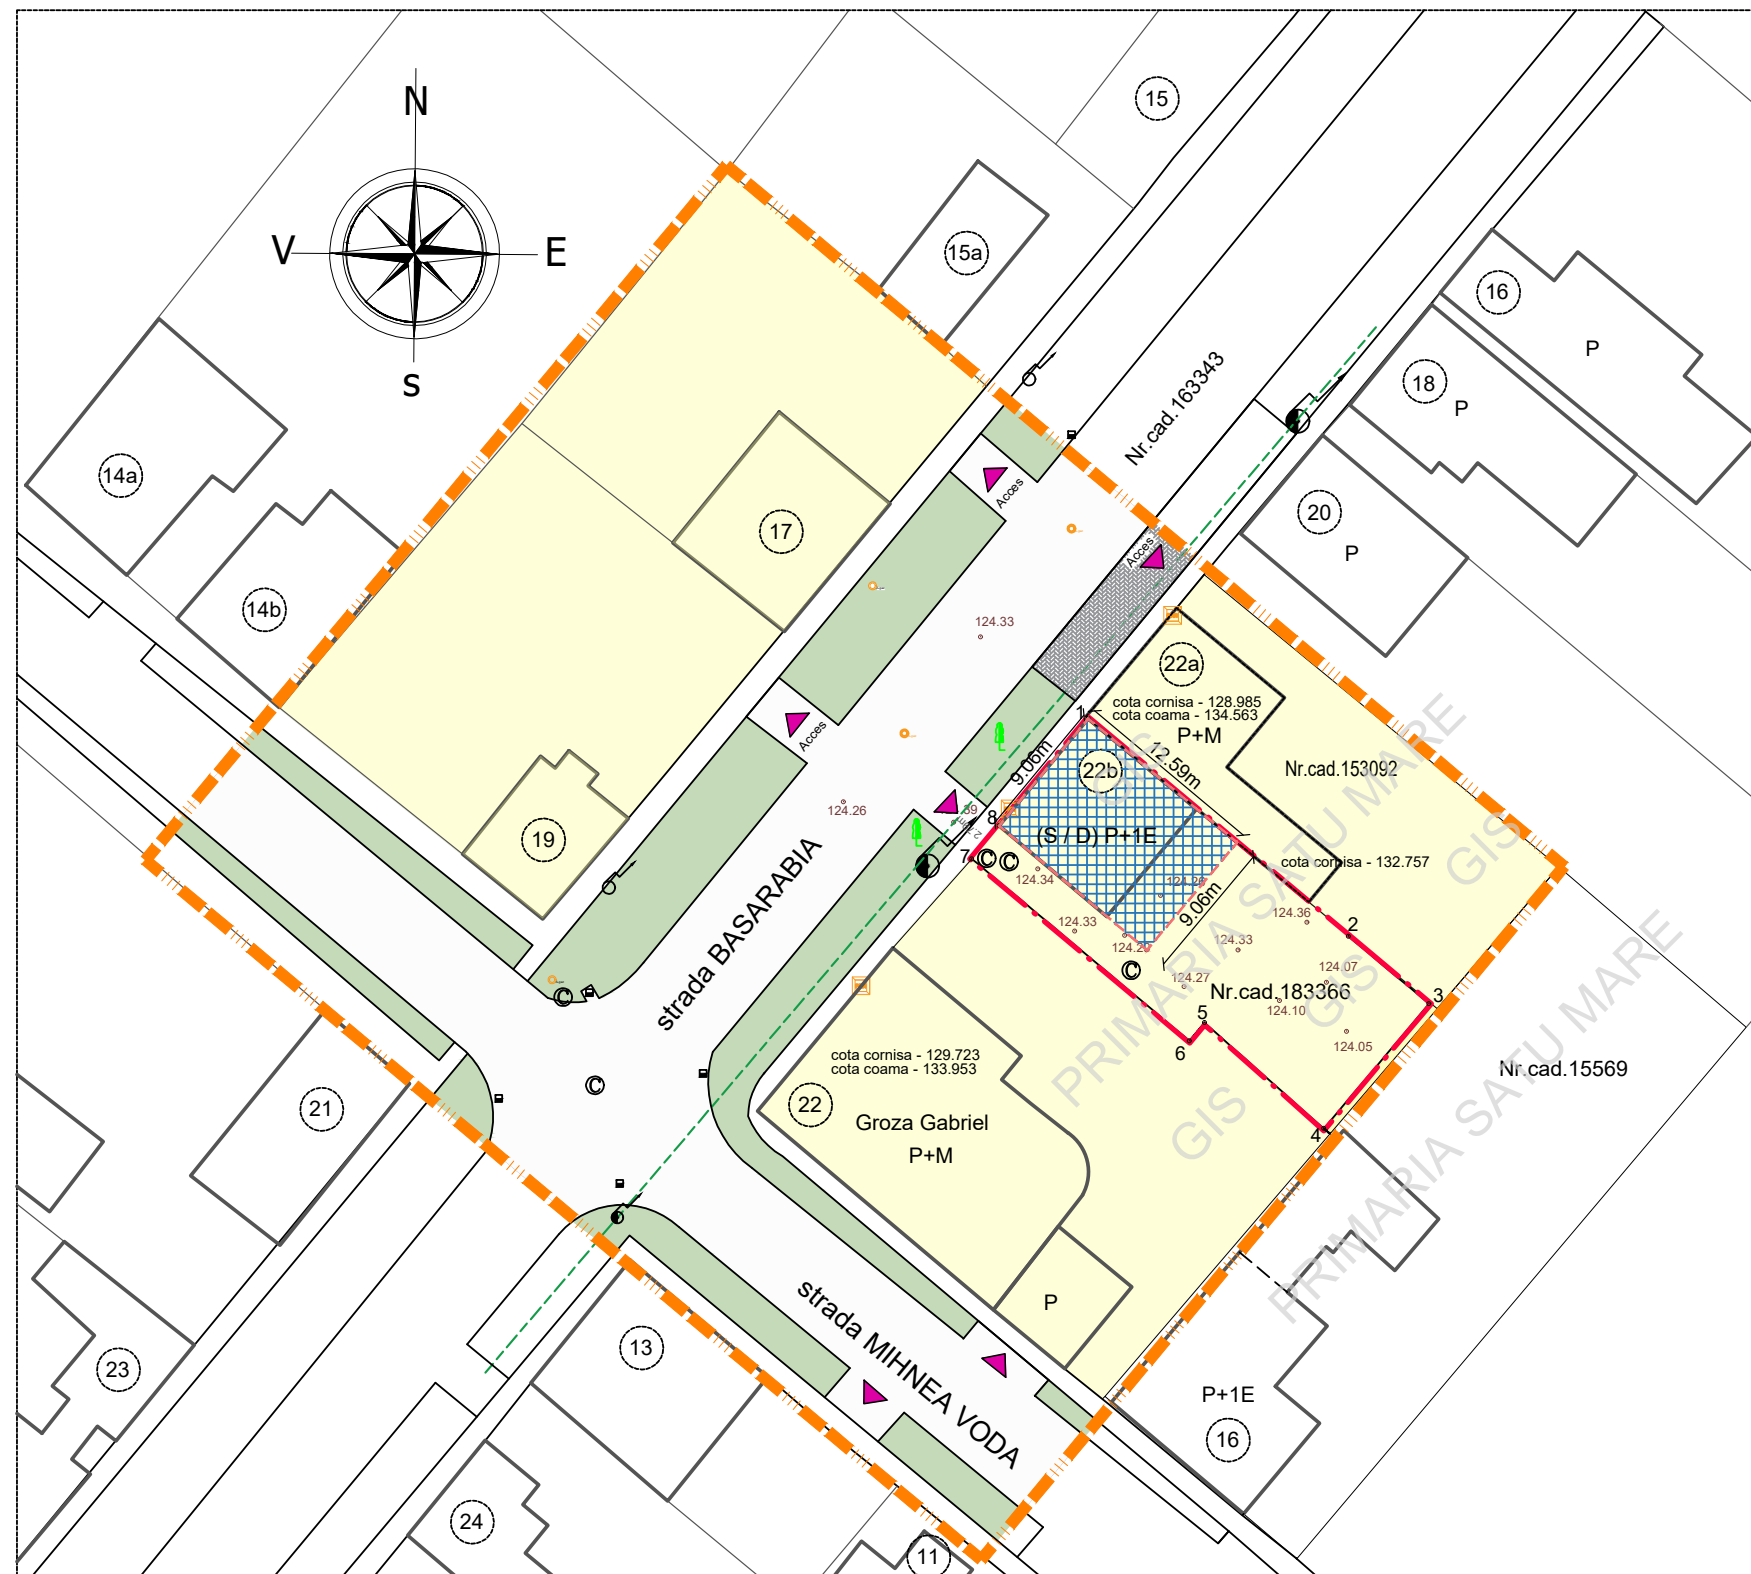 N
V
E
S
15
15a
16
P
18
P
20
P
14a
14b
17
19
Nr.cad.163343
Acces
Acces
Acces
124.33
124.26
22a
cota cornisa - 128.985
cota coama - 134.563
P+M
Nr.cad.153092
1
9.06m
12.59m
22b
(S / D) P+1E
8
7
cota cornisa - 132.757
C
C
124.34
124.33
9.06m
124.36
2
124.33
124.27
124.07
C
Nr.cad.183366
124.10
3
5
6
124.05
4
Nr.cad.15569
strada BASARABIA
C
C
cota cornisa - 129.723
cota coama - 133.953
22
Groza Gabriel
P+M
P
21
23
24
13
11
strada MIHNEA VODA
P+1E
16
GIS
PRIMARIA SATU MARE
GIS
GIS
GIS
PRIMARIA SATU MARE